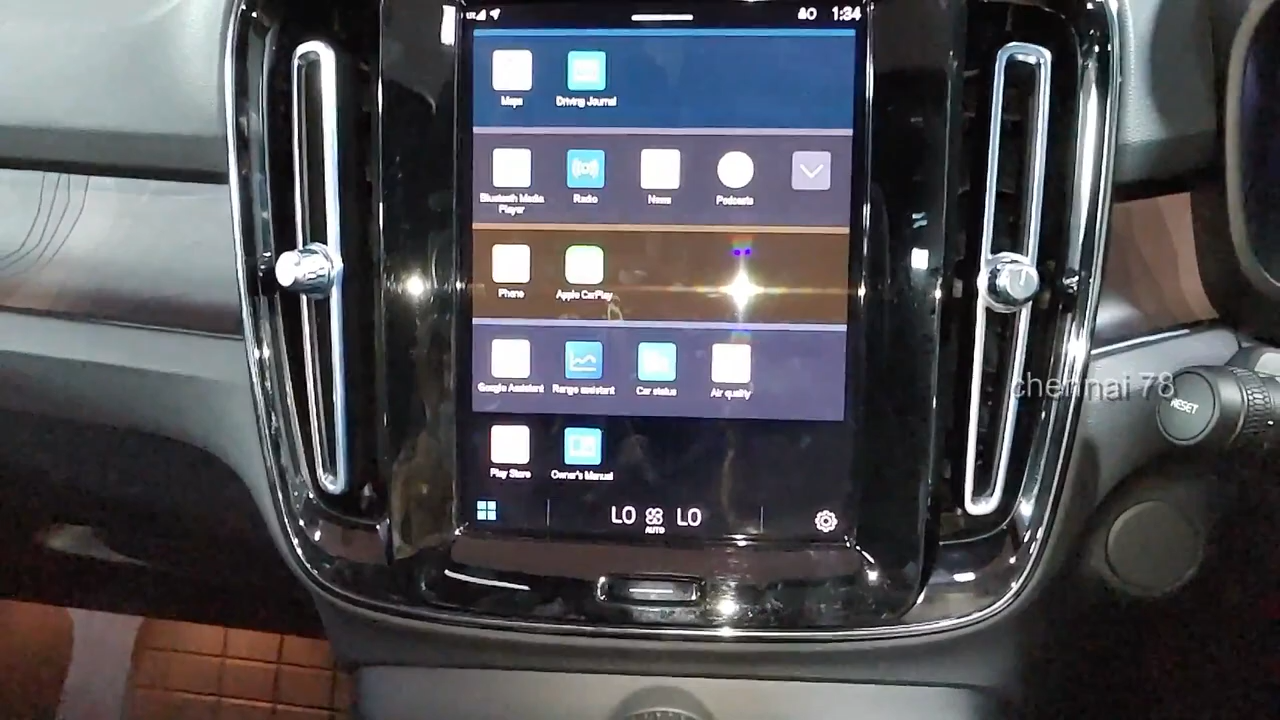 1:34
Maps
Driving Journal
Bluetooth Media
Player
Radio
News
Podcasts
Phone
Apple CarPlay
Google Assistant
Range assistant
Car status
Air quality
chennai 78
RESET
Play Store
Owner's Manual
LO
AUTO
LO